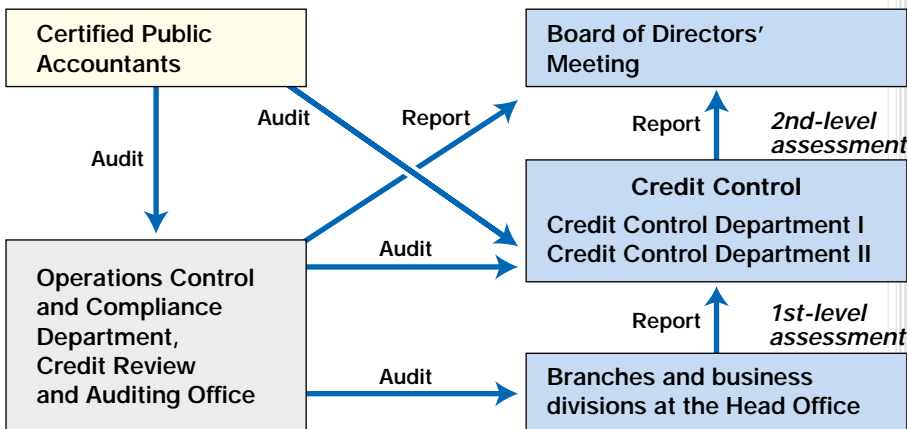 Certified Public
Accountants
Board of Directors'
Meeting
Audit
Audit
Report
Report
2nd-level
assessment
Credit Control
Credit Control Department I
Credit Control Department II
Operations Control
and Compliance
Department,
Credit Review
and Auditing Office
Audit
Report
1st-level
assessment
Audit
Branches and business
divisions at the Head Office